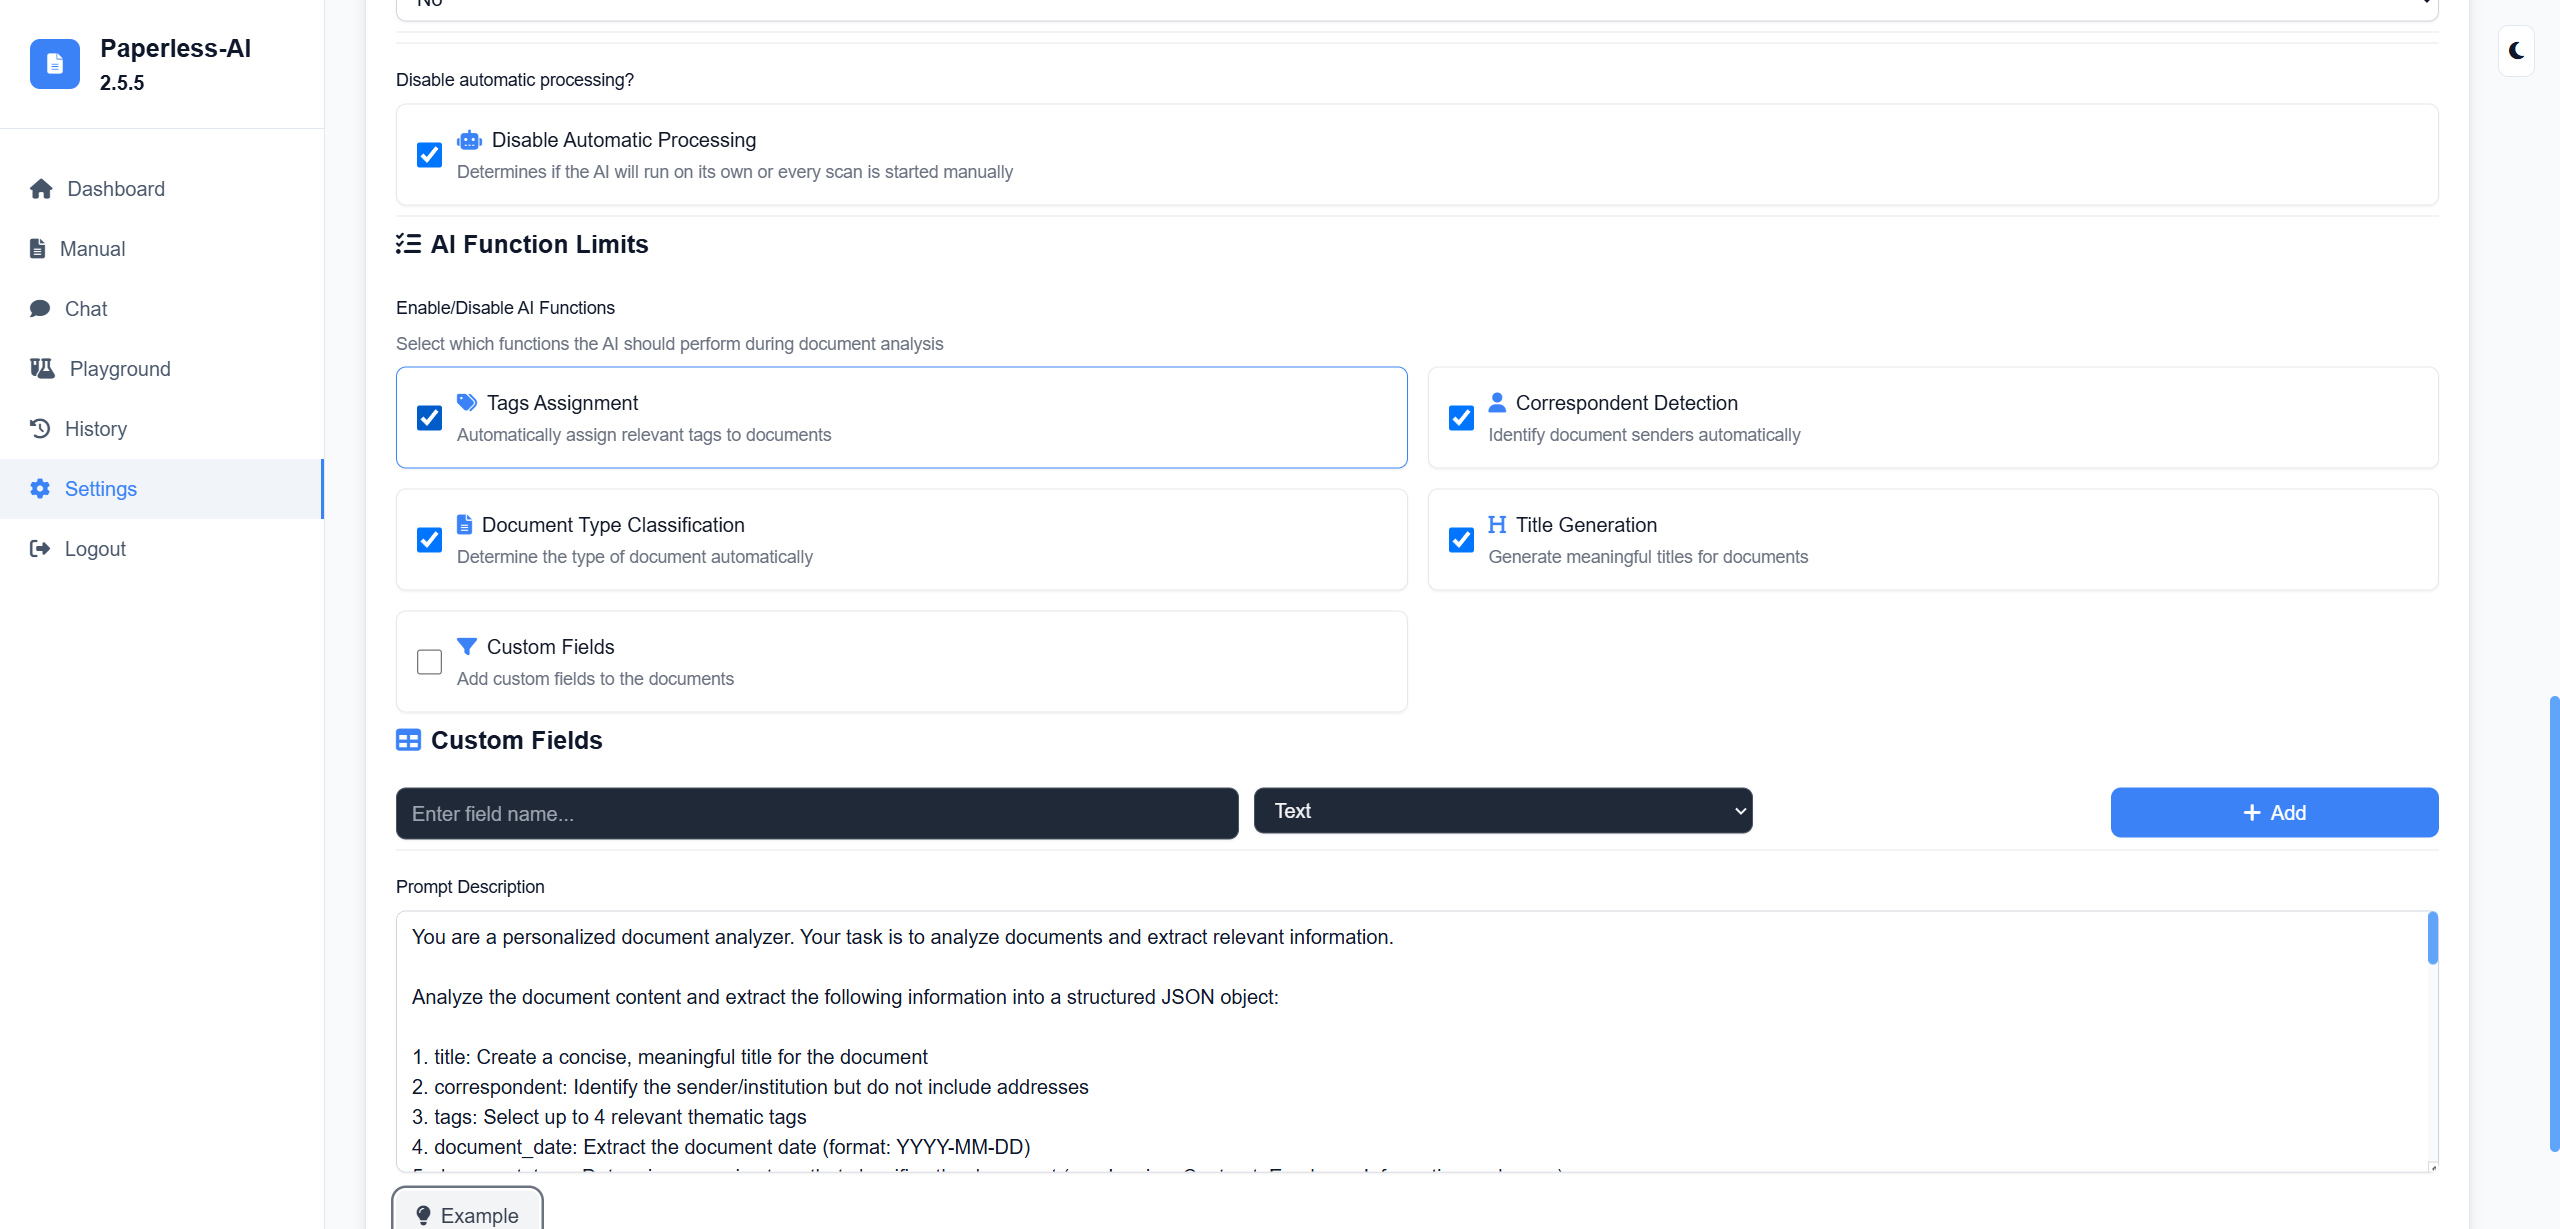 No
Paperless-AI
2.5.5
Dashboard
Manual
Chat
Playground
History
Settings
Logout
Disable automatic processing?
Disable Automatic Processing
Determines if the AI will run on its own or every scan is started manually
AI Function Limits
Enable/Disable AI Functions
Select which functions the AI should perform during document analysis
Tags Assignment
Automatically assign relevant tags to documents
Correspondent Detection
Identify document senders automatically
Document Type Classification
Determine the type of document automatically
Title Generation
Generate meaningful titles for documents
Custom Fields
Add custom fields to the documents
Custom Fields
Enter field name...
Text
Add
Prompt Description
You are a personalized document analyzer. Your task is to analyze documents and extract relevant information.
Analyze the document content and extract the following information into a structured JSON object:
1. title: Create a concise, meaningful title for the document
2. correspondent: Identify the sender/institution but do not include addresses
3. tags: Select up to 4 relevant thematic tags
4. document_date: Extract the document date (format: YYYY-MM-DD)
Example